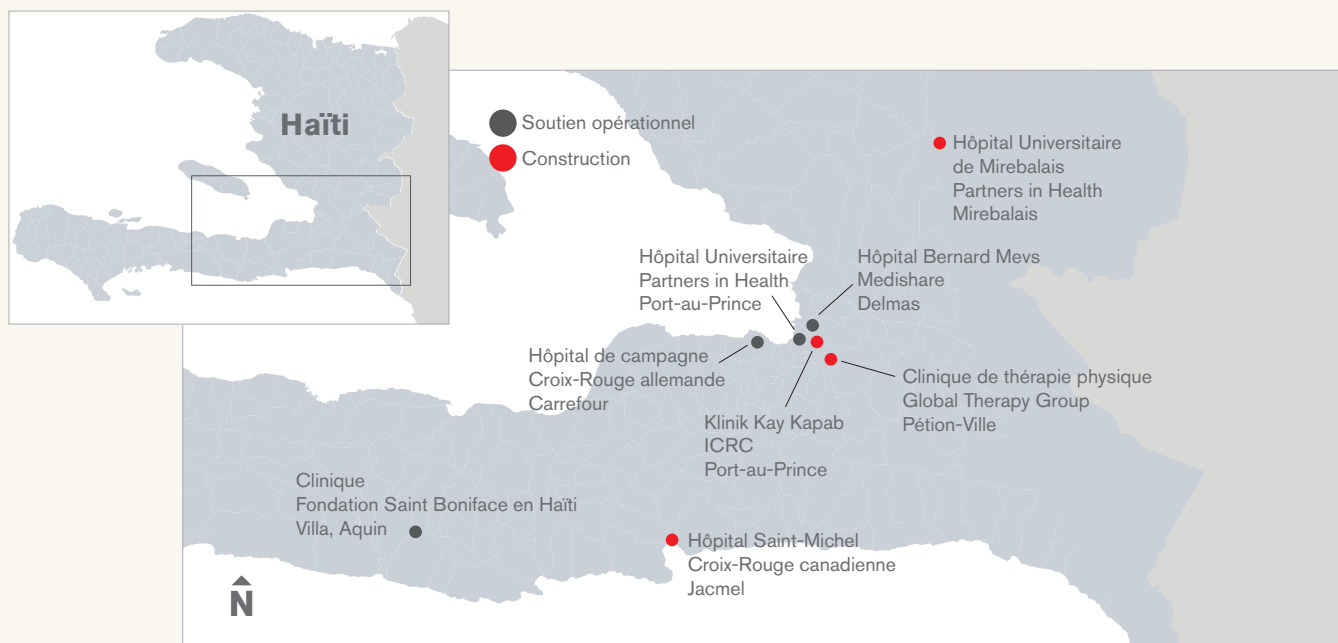 Haïti
Soutien opérationnel
Construction
Hôpital Universitaire
de Mirebalais
Partners in Health
Mirebalais
Hôpital Universitaire
Partners in Health
Port-au-Prince
Hôpital Bernard Mevs
Medishare
Delmas
Hôpital de campagne
Croix-Rouge allemande
Carrefour
Clinique de thérapie physique
Global Therapy Group
Pétion-Ville
Klinik Kay Kapab
ICRC
Port-au-Prince
Clinique
Fondation Saint Boniface en Haïti
Villa, Aquin
Hôpital Saint-Michel
Croix-Rouge canadienne
Jacmel
N